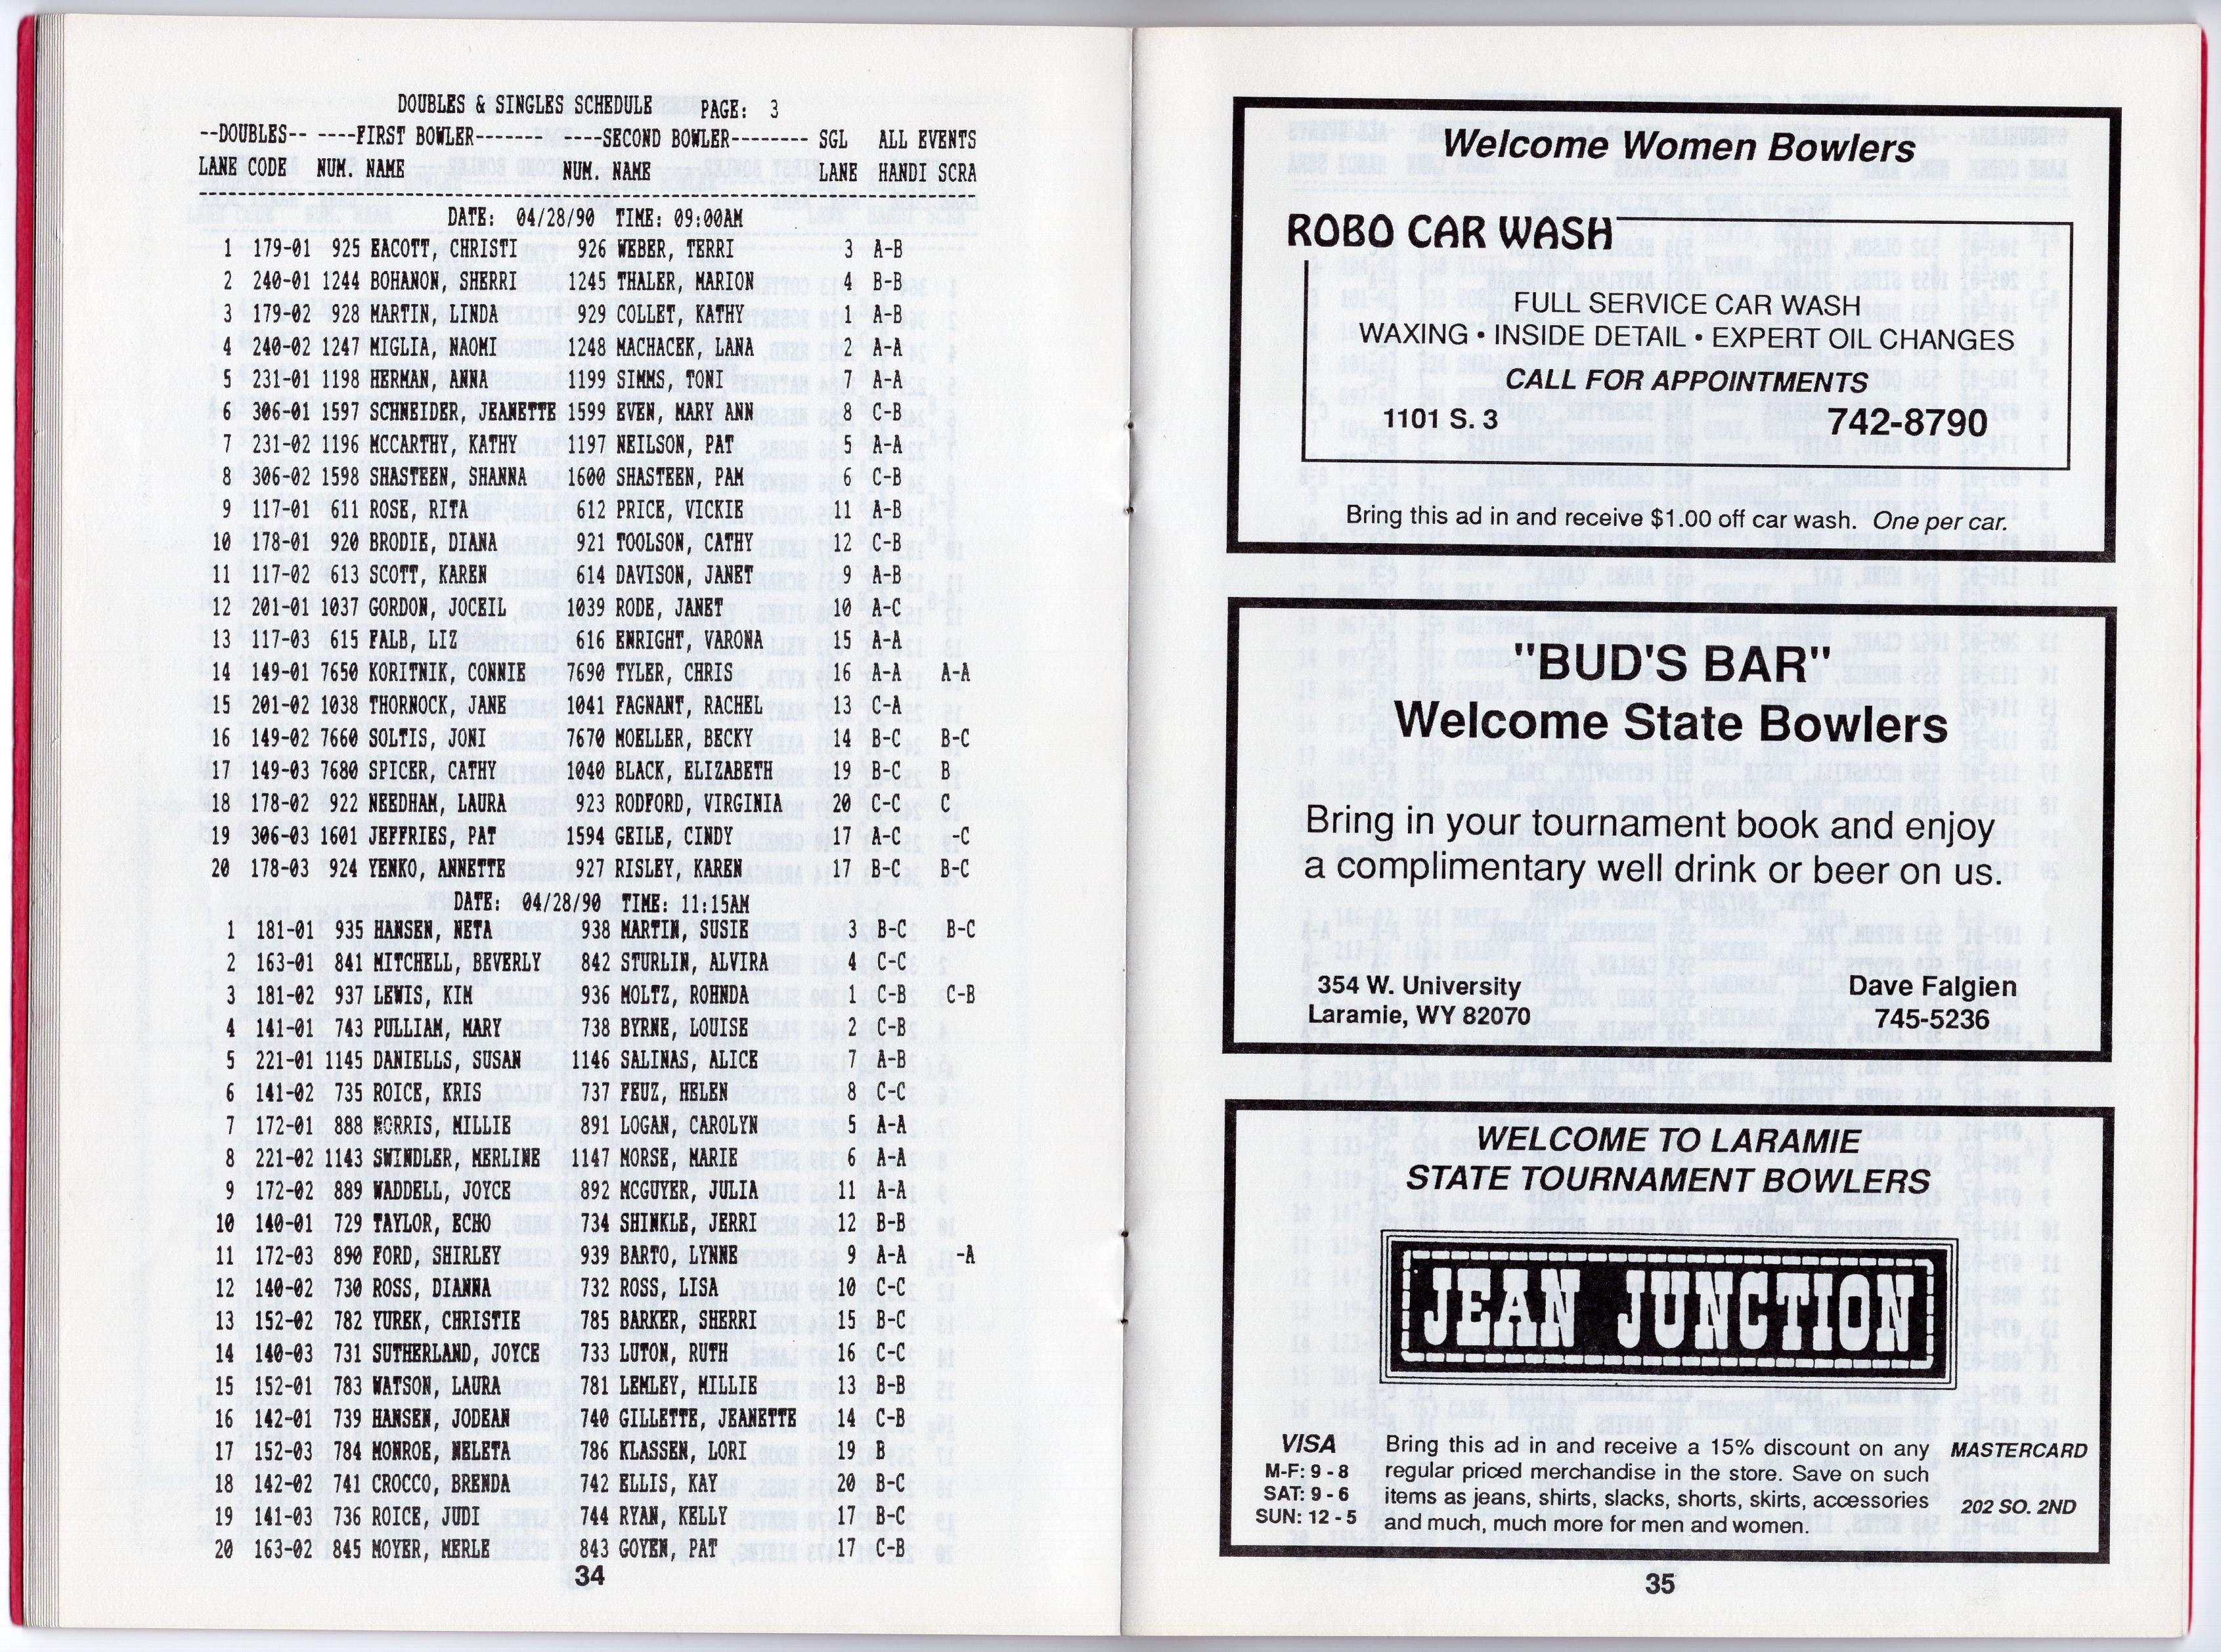 DOUBLES & SINGLES SCHEDULE PAGE: 3
--DOUBLES-- ----FIRST BOWLER-------------SECOND BOWLER-------- SGL ALL EVENTS
LANE CODE NUM. NAME NUM. NAME LANE HANDI SCRA
DATE: 04/28/90 TIME: 09:00AM
1 179-01 925 EACOTT, CHRISTI 926 WEBER, TERRI 3 A-B
2 240-01 1244 BOHANON, SHERRI 1245 THALER, MARION 4 B-B
3 179-02 928 MARTIN, LINDA 929 COLLET, KATHY 1 A-B
4 240-02 1247 MIGLIA, NAOMI 1248 MACHACEK, LANA 2 A-A
5 231-01 1198 HERMAN, ANNA 1199 SIMMS, TONI 7 A-A
6 306-01 1597 SCHNEIDER, JEANETTE 1599 EVEN, MARY ANN 8 C-B
7 231-02 1196 MCCARTHY, KATHY 1197 NEILSON, PAT 5 A-A
8 306-02 1598 SHASTEEN, SHANNA 1600 SHASTEEN, PAM 6 C-B
9 117-01 611 ROSE, RITA 612 PRICE, VICKIE 11 A-B
10 178-01 920 BRODIE, DIANA 921 TOOLSON, CATHY 12 C-B
11 117-02 613 SCOTT, KAREN 614 DAVISON, JANET 9 A-B
12 201-01 1037 GORDON, JOCEIL 1039 RODE, JANET 10 A-C
13 117-03 615 FALB, LIZ 616 ENRIGHT, VARONA 15 A-A
14 149-01 7650 KORITNIK, CONNIE 7690 TYLER, CHRIS 16 A-A A-A
15 201-02 1038 THORNOCK, JANE 1041 FAGNANT, RACHEL 13 C-A
16 149-02 7660 SOLTIS, JONI 7670 MOELLER, BECKY 14 B-C B-C
17 149-03 7680 SPICER, CATHY 1040 BLACK, ELIZABETH 19 B-C B
18 178-02 922 NEEDHAM, LAURA 923 RODFORD, VIRGINIA 20 C-C C
19 306-03 1601 JEFFRIES, PAT 1594 GEILE, CINDY 17 A-C -C
20 178-03 924 YENKO, ANNETTE 927 RISLEY, KAREN 17 B-C B-C
DATE: 04/28/90 TIME: 11:15AM
1 181-01 935 HANSEN, NETA 938 MARTIN, SUSIE 3 B-C B-C
2 163-01 841 MITCHELL, BEVERLY 842 STURLIN, ALVIRA 4 C-C
3 181-02 937 LEWIS, KIM 936 MOLTZ, ROHNDA 1 C-B C-B
4 141-01 743 PULLIAM, MARY 738 BYRNE, LOUISE 2 C-B
5 221-01 1145 DANIELLS, SUSAN 1146 SALINAS, ALICE 7 A-B
6 141-02 735 ROICE, KRIS 737 FEUZ, HELEN 8 C-C
7 172-01 888 NORRIS, MILLIE 891 LOGAN, CAROLYN 5 A-A
8 221-02 1143 SWINDLER, MERLINE 1147 MORSE, MARIE 6 A-A
9 172-02 889 WADDELL, JOYCE 892 MCGUYER, JULIA 11 A-A
10 140-01 729 TAYLOR, ECHO 734 SHINKLE, JERRI 12 B-B
11 172-03 890 FORD, SHIRLEY 939 BARTO, LYNNE 9 A-A -A
12 140-02 730 ROSS, DIANNA 732 ROSS, LISA 10 C-C
13 152-02 782 YUREK, CHRISTIE 785 BARKER, SHERRI 15 B-C
14 140-03 731 SUTHERLAND, JOYCE 733 LUTON, RUTH 16 C-C
15 152-01 783 WATSON, LAURA 781 LEMLEY, MILLIE 13 B-B
16 142-01 739 HANSEN, JODEAN 740 GILLETTE, JEANETTE 14 C-B
17 152-03 784 MONROE, NELETA 786 KLASSEN, LORI 19 B
18 142-02 741 CROCCO, BRENDA 742 ELLIS, KAY 20 B-C
19 141-03 736 ROICE, JUDI 744 RYAN, KELLY 17 B-C
20 163-02 845 MOYER, MERLE 843 GOYEN, PAT 17 C-B
34
Welcome Women Bowlers
ROBO CAR WASH
FULL SERVICE CAR WASH
WAXING • INSIDE DETAIL • EXPERT OIL CHANGES
CALL FOR APPOINTMENTS
1101 S. 3 742-8790
Bring this ad in and receive $1.00 off car wash. One per car.
"BUD'S BAR"
Welcome State Bowlers
Bring in your tournament book and enjoy
a complimentary well drink or beer on us.
354 W. University Dave Falgien
Laramie, WY 82070 745-5236
WELCOME TO LARAMIE
STATE TOURNAMENT BOWLERS
JEAN JUNCTION
VISA
M-F: 9 - 8
SAT: 9 - 6
SUN: 12 - 5
Bring this ad in and receive a 15% discount on any
regular priced merchandise in the store. Save on such
items as jeans, shirts, slacks, shorts, skirts, accessories
and much, much more for men and women.
MASTERCARD
202 SO. 2ND
35